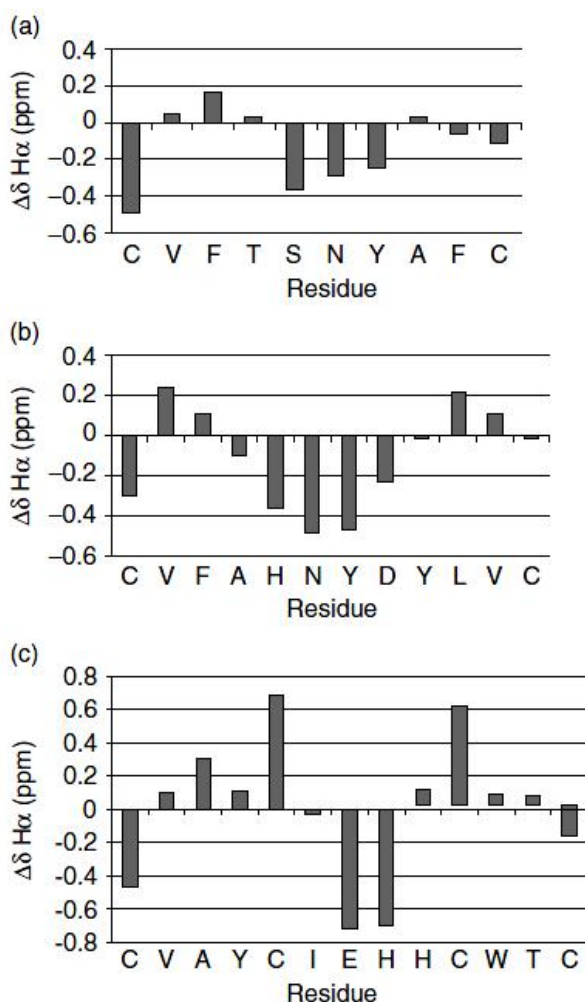 (a)
Δδ Hα (ppm)
0.4
0.2
0
–0.2
–0.4
–0.6
C V F T S N Y A F C
Residue
(b)
Δδ Hα (ppm)
0.4
0.2
0
–0.2
–0.4
–0.6
C V F A H N Y D Y L V C
Residue
(c)
Δδ Hα (ppm)
0.8
0.6
0.4
0.2
0
-0.2
-0.4
-0.6
-0.8
C V A Y C I E H H C W T C
Residue